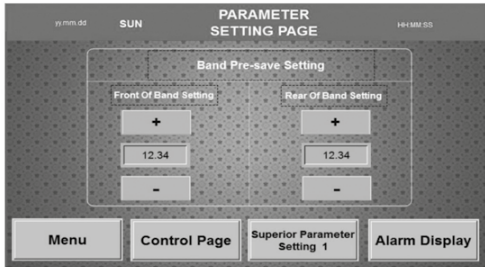 yy.mm.dd SUN PARAMETER SETTING PAGE HH:MM:SS
Band Pre-save Setting
Front Of Band Setting Rear Of Band Setting
+ +
12.34 12.34
- -
Menu Control Page Superior Parameter Setting 1 Alarm Display